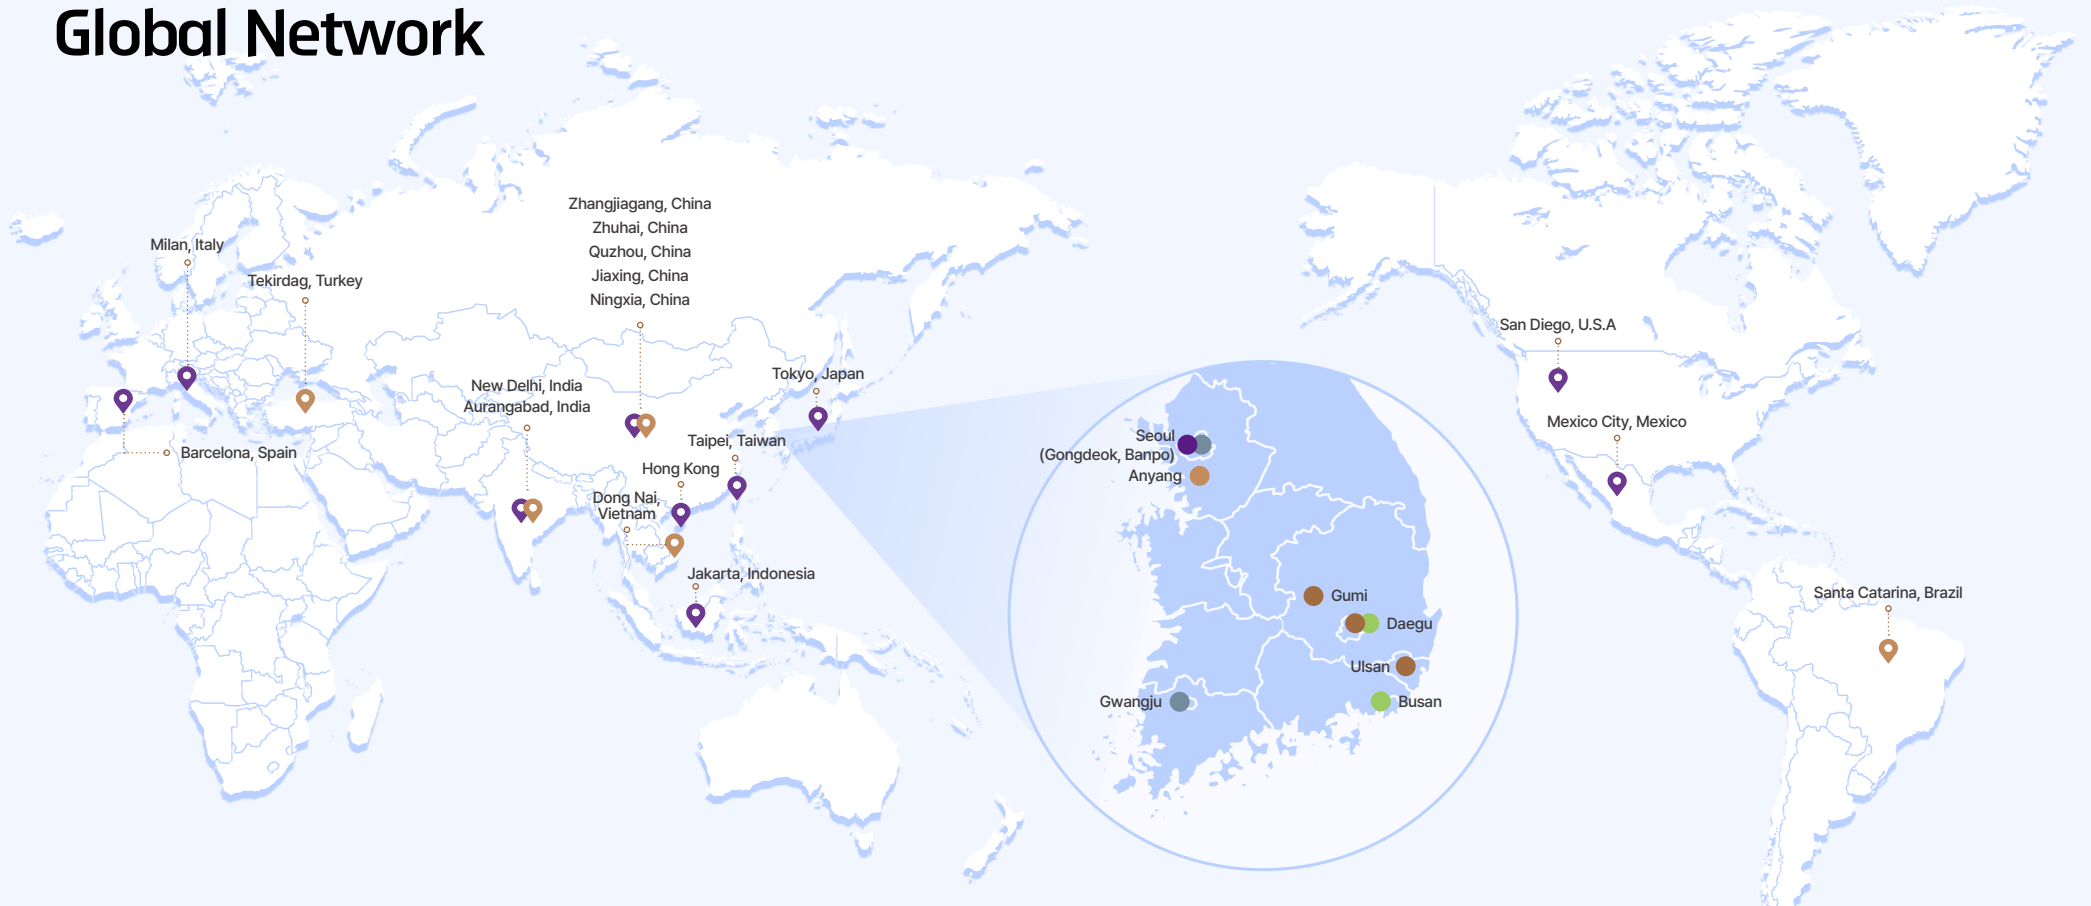 Global Network
Zhangjiagang, China
Zhuhai, China
Quzhou, China
Jiaxing, China
Ningxia, China
Milan, Italy
Tekirdag, Turkey
New Delhi, India
Aurangabad, India
Tokyo, Japan
Barcelona, Spain
Taipei, Taiwan
Hong Kong
Dong Nai,
Vietnam
Jakarta, Indonesia
Seoul
(Gongdeok, Banpo)
Anyang
Gumi
Daegu
Ulsan
Gwangju
Busan
San Diego, U.S.A
Mexico City, Mexico
Santa Catarina, Brazil